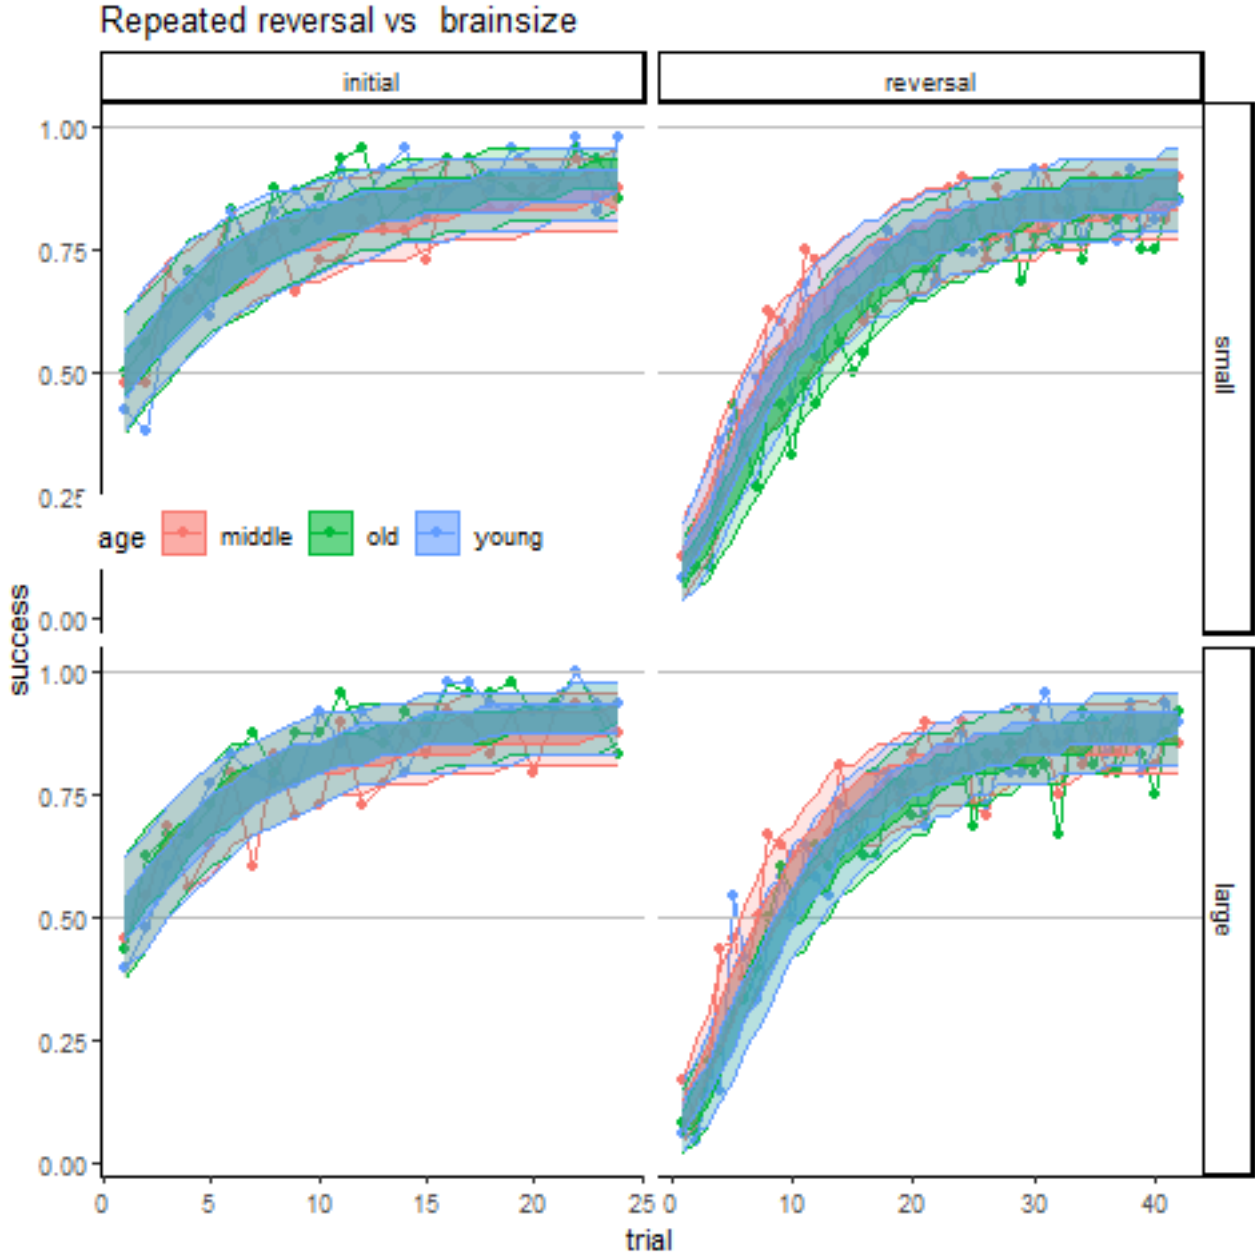 Repeated reversal vs  brainsize
initial
reversal
1.00
0.75
0.50
0.25
0.00
small
age middle old young
success
1.00
0.75
0.50
0.25
0.00
large
0 5 10 15 20 25 0 10 20 30 40
trial